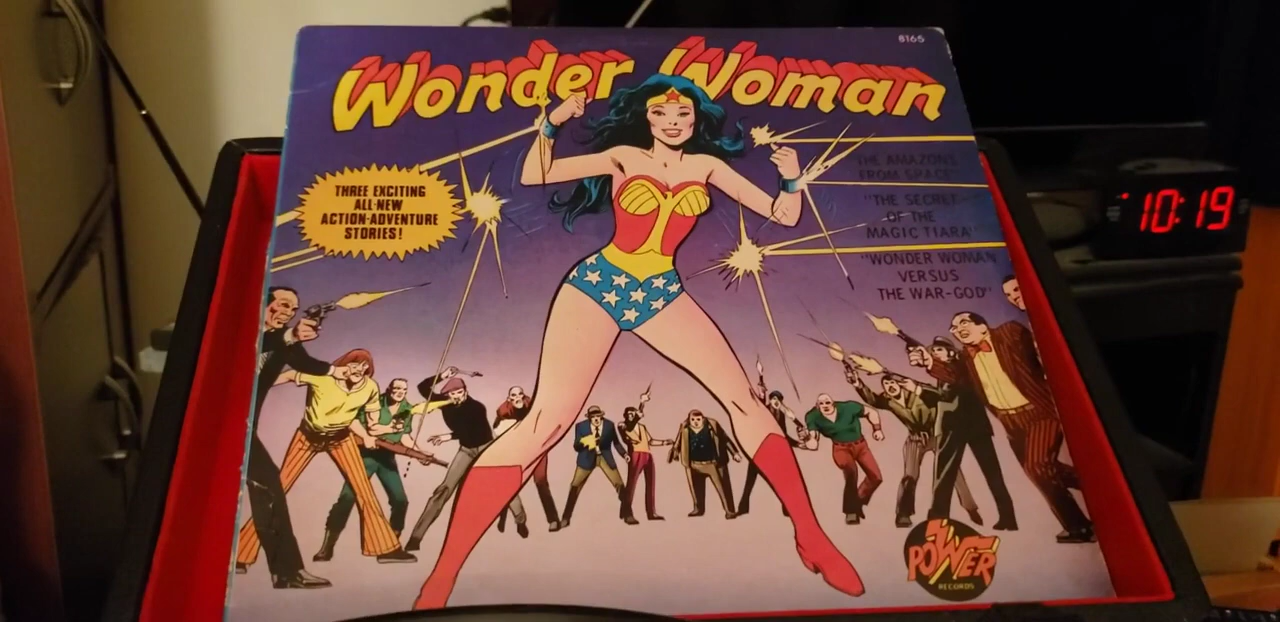 8165
Wonder Woman
THREE EXCITING
ALL-NEW
ACTION-ADVENTURE
STORIES!
THE AMAZONS
FROM SPACE"
"THE SECRET
OF THE
MAGIC TIARA"
"WONDER WOMAN
VERSUS
THE WAR-GOD"
10:19
POWER
RECORDS